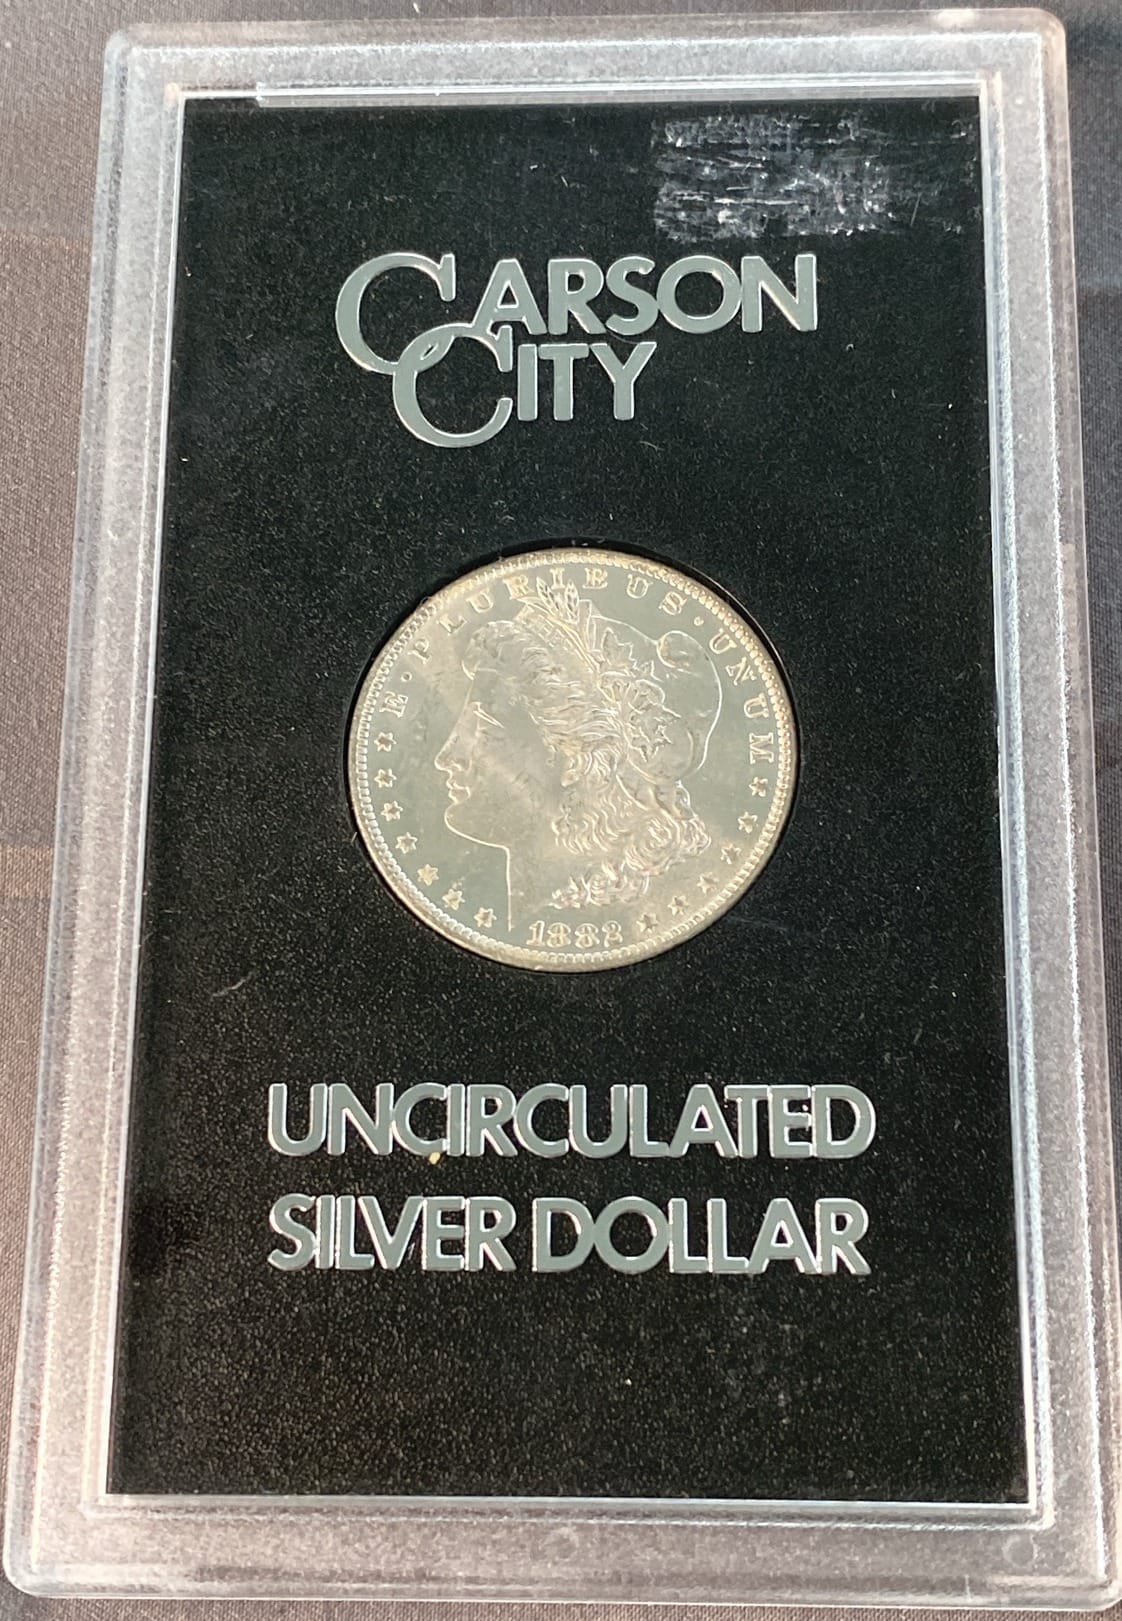 CARSON
CITY
E · PLURIBUS · UNUM
1882
UNCIRCULATED
SILVER DOLLAR